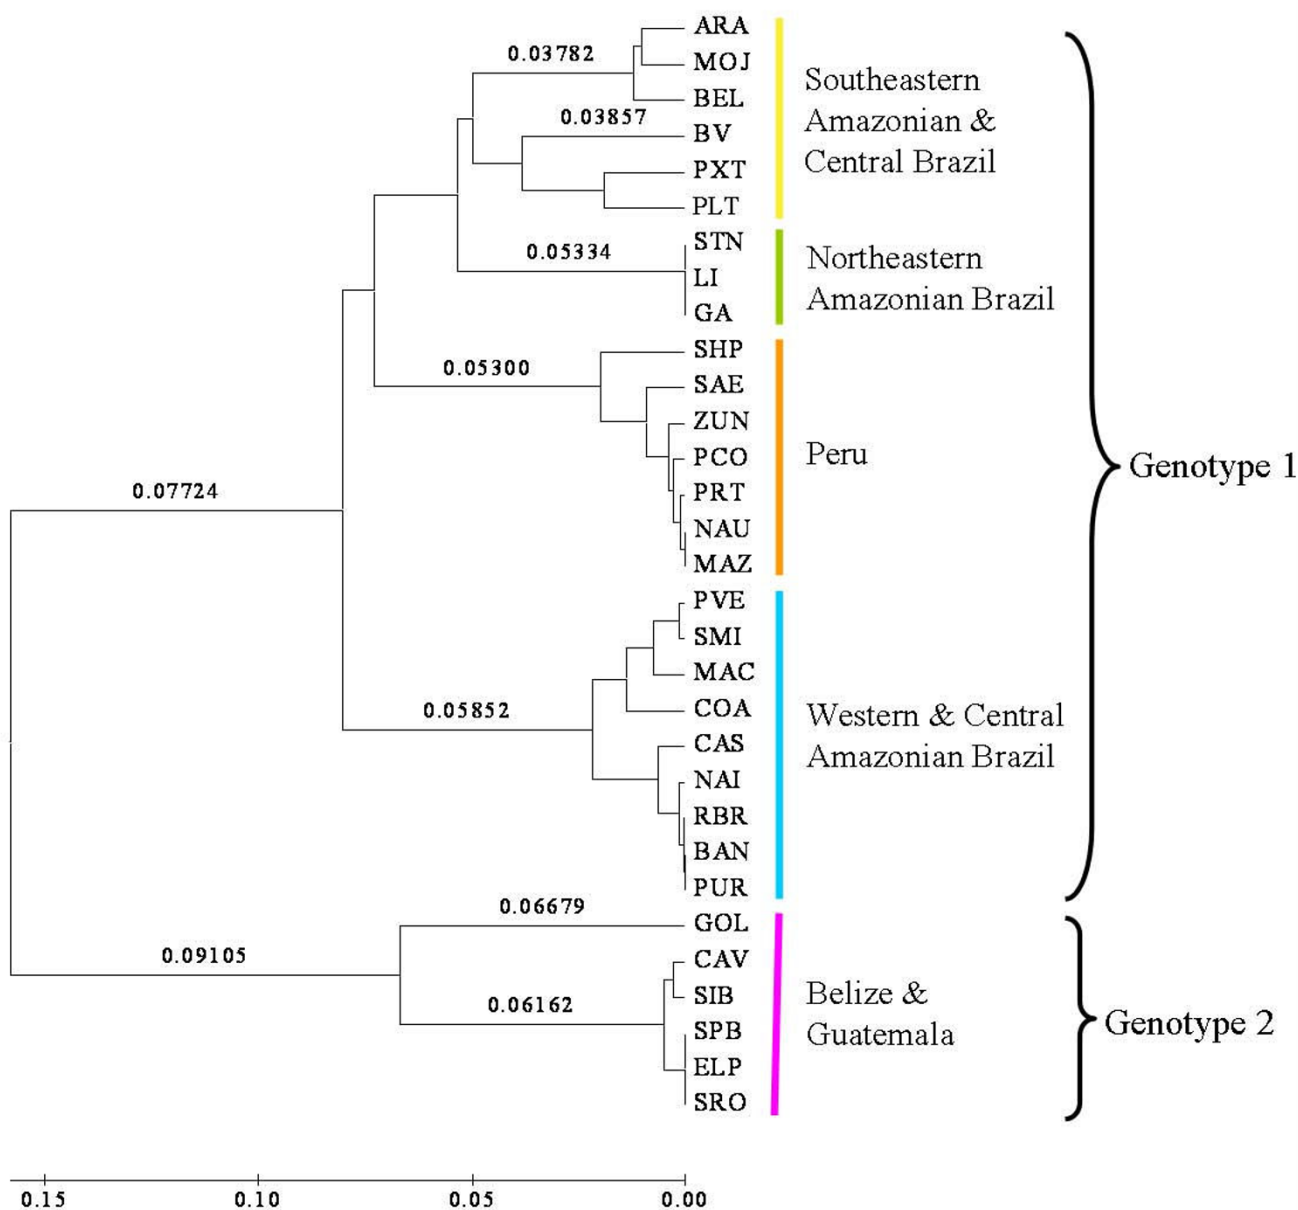 ARA
0.03782
MOJ
BEL
0.03857
BV
PXT
PLT
Southeastern
Amazonian &
Central Brazil
STN
0.05334
LI
GA
Northeastern
Amazonian Brazil
SHP
0.05300
SAE
ZUN
PCO
PRT
NAU
MAZ
Peru
Genotype 1
0.07724
PVE
SMI
MAC
COA
0.05852
CAS
NAI
RBR
BAN
PUR
Western & Central
Amazonian Brazil
0.06679
GOL
0.09105
CAV
SIB
0.06162
SPB
ELP
SRO
Belize &
Guatemala
Genotype 2
0.15 0.10 0.05 0.00